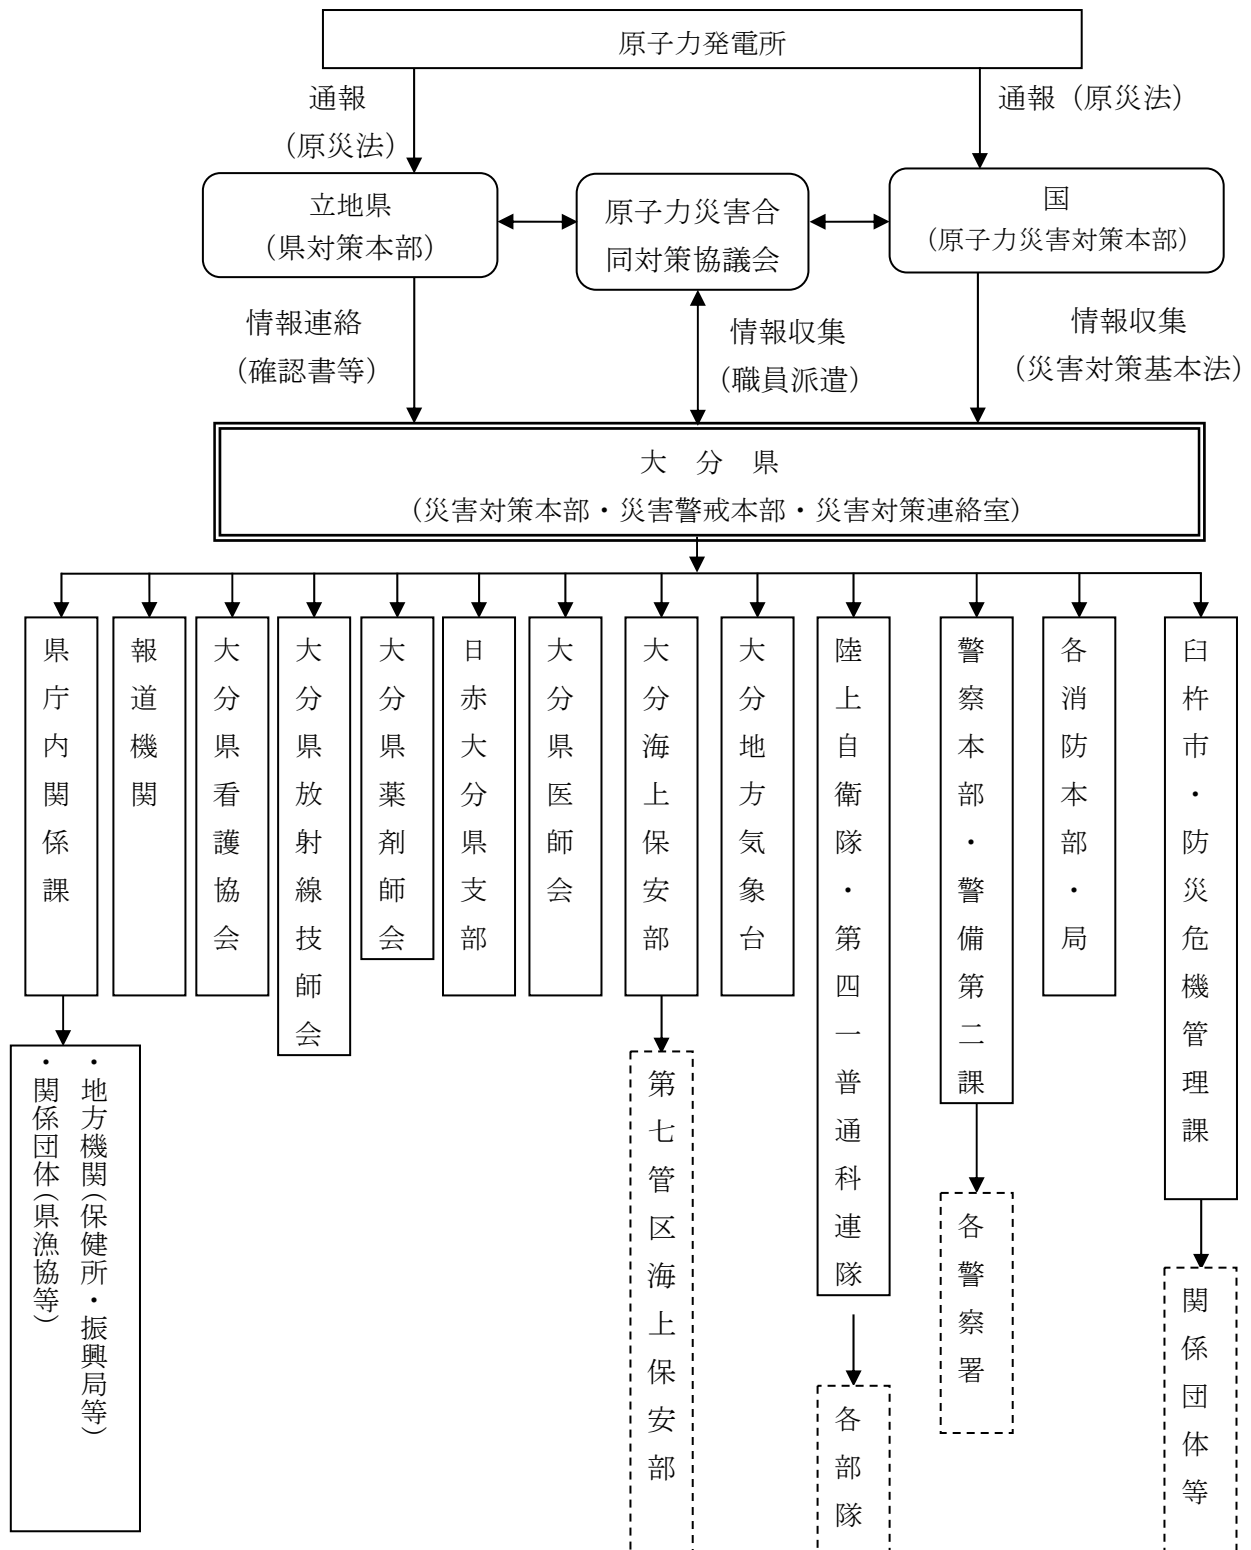 原子力発電所
通報
（原災法）
通報（原災法）
立地県
（県対策本部）
原子力災害合
同対策協議会
国
（原子力災害対策本部）
情報連絡
（確認書等）
情報収集
（職員派遣）
情報収集
（災害対策基本法）
大　分　県
（災害対策本部・災害警戒本部・災害対策連絡室）
県庁内関係課
報道機関
大分県看護協会
大分県放射線技師会
大分県薬剤師会
日赤大分県支部
大分県医師会
大分海上保安部
大分地方気象台
陸上自衛隊・第四一普通科連隊
警察本部・警備第二課
各消防本部・局
臼杵市・防災危機管理課
・地方機関（保健所・振興局等）
・関係団体（県漁協等）
第七管区海上保安部
各部隊
各警察署
関係団体等